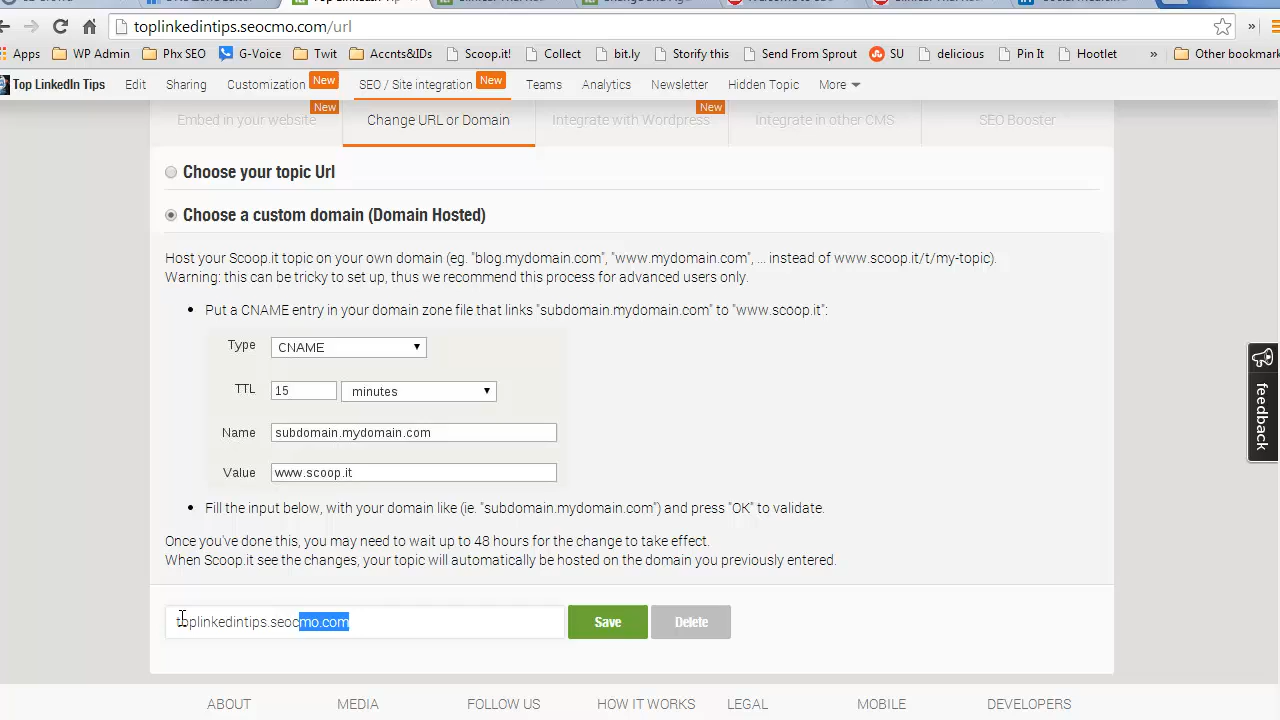 toplinkedintips.seocmo.com/url
Apps WP Admin Phx SEO G-Voice Twit Accnts&IDs Scoop.it! Collect bit.ly Storify this Send From Sprout SU delicious Pin It Hootlet » Other bookmark
Top LinkedIn Tips Edit Sharing Customization New SEO / Site integration New Teams Analytics Newsletter Hidden Topic More
Embed in your website New Change URL or Domain Integrate with Wordpress New Integrate in other CMS SEO Booster
Choose your topic Url
Choose a custom domain (Domain Hosted)
Host your Scoop.it topic on your own domain (eg. "blog.mydomain.com", "www.mydomain.com", ... instead of www.scoop.it/t/my-topic).
Warning: this can be tricky to set up, thus we recommend this process for advanced users only.
• Put a CNAME entry in your domain zone file that links "subdomain.mydomain.com" to "www.scoop.it":
Type CNAME
TTL 15 minutes
Name subdomain.mydomain.com
Value www.scoop.it
• Fill the input below, with your domain like (ie. "subdomain.mydomain.com") and press "OK" to validate.
Once you've done this, you may need to wait up to 48 hours for the change to take effect.
When Scoop.it see the changes, your topic will automatically be hosted on the domain you previously entered.
toplinkedintips.seocmo.com Save Delete
feedback
ABOUT MEDIA FOLLOW US HOW IT WORKS LEGAL MOBILE DEVELOPERS